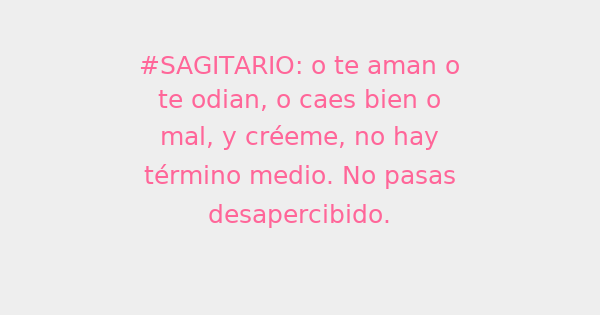 #SAGITARIO: o te aman o
te odian, o caes bien o
mal, y créeme, no hay
término medio. No pasas
desapercibido.